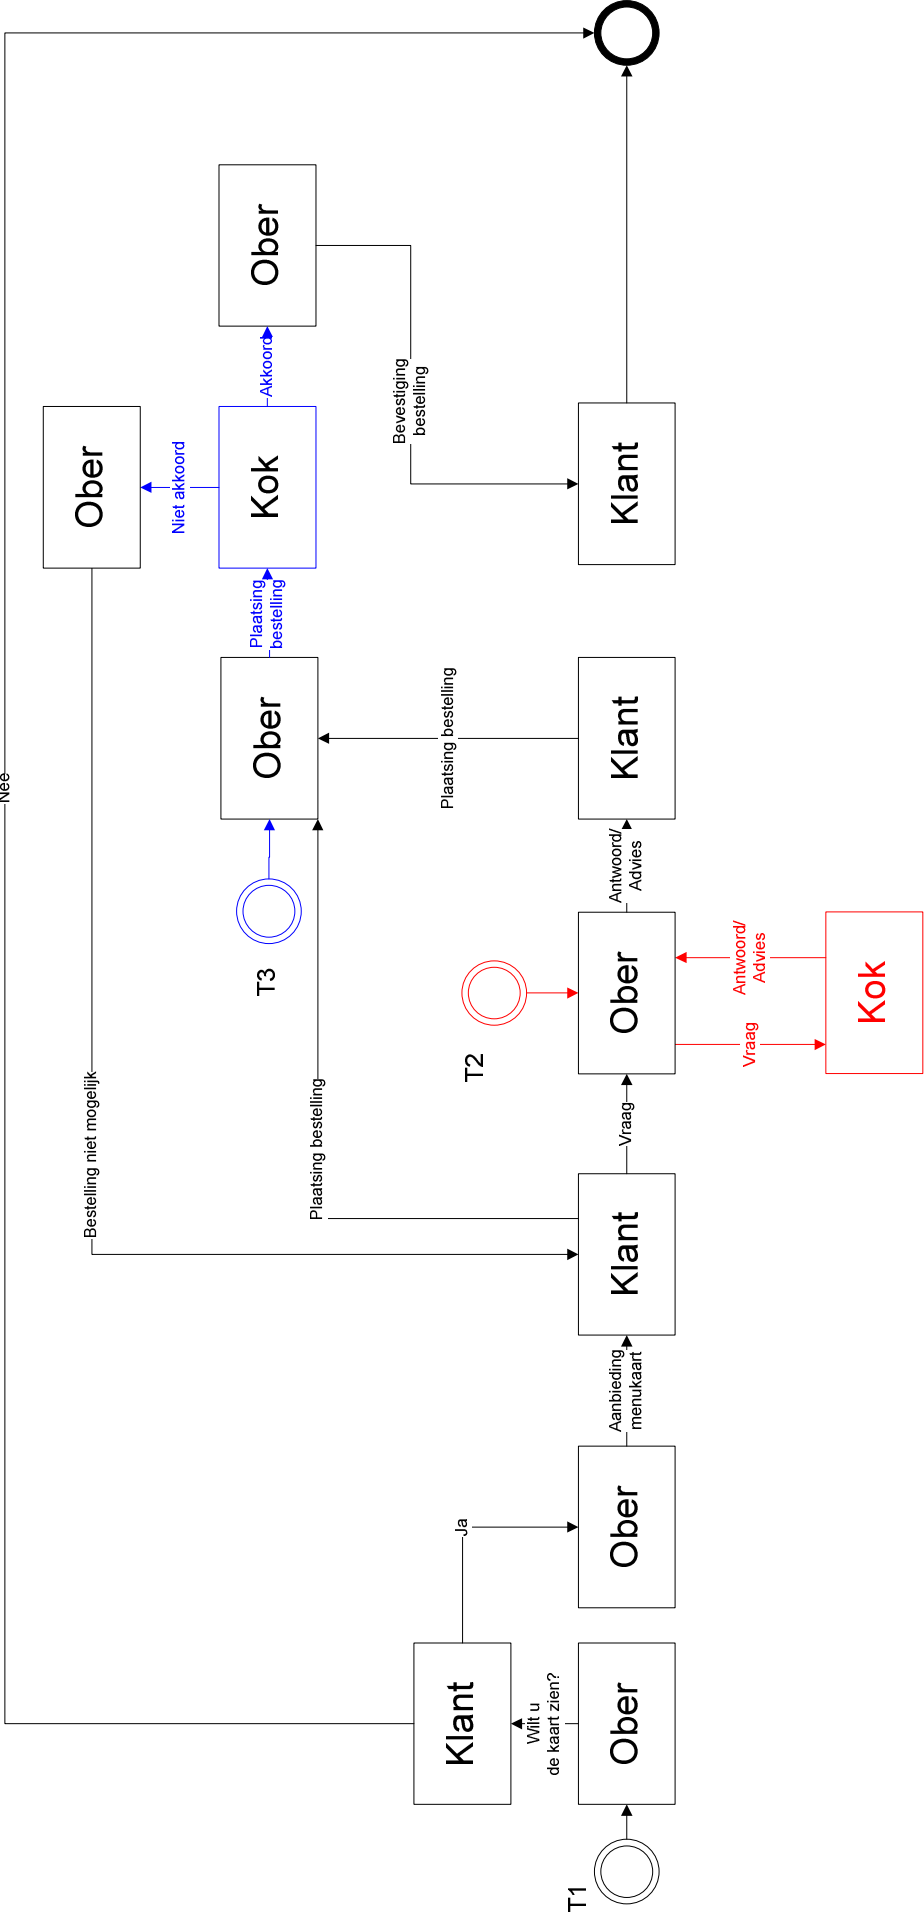 T1
Ober
Wilt u
de kaart zien?
Klant
Nee
Ja
Ober
Aanbieding
menukaart
Klant
Vraag
Plaatsing bestelling
Bestelling niet mogelijk
T2
Ober
Vraag
Antwoord/
Advies
Kok
Antwoord/
Advies
Klant
Plaatsing bestelling
T3
Ober
Plaatsing
bestelling
Kok
Niet akkoord
Ober
Akkoord
Ober
Bevestiging
bestelling
Klant